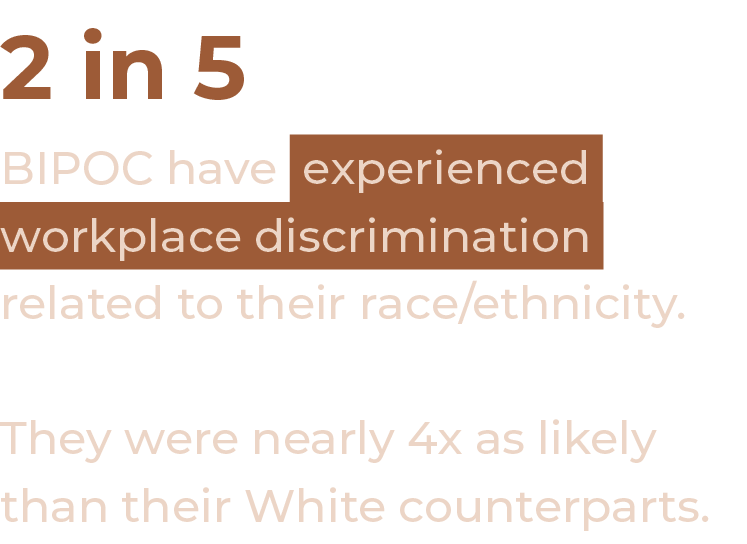 2 in 5
BIPOC have experienced
workplace discrimination
related to their race/ethnicity.
They were nearly 4x as likely
than their White counterparts.